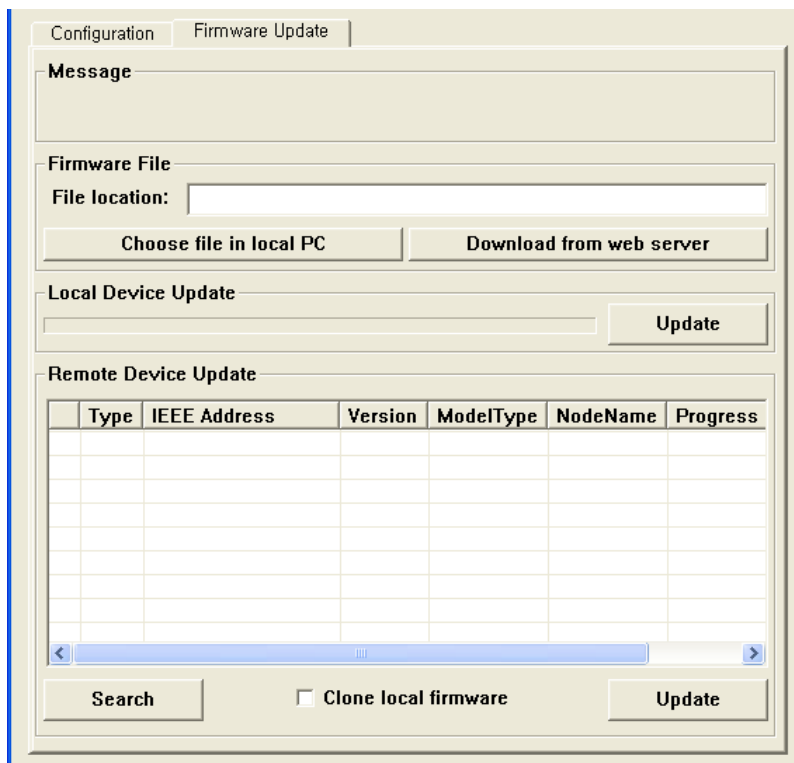 Configuration Firmware Update
Message
Firmware File
File location:
Choose file in local PC Download from web server
Local Device Update
Update
Remote Device Update
Type IEEE Address Version ModelType NodeName Progress
Search Clone local firmware Update